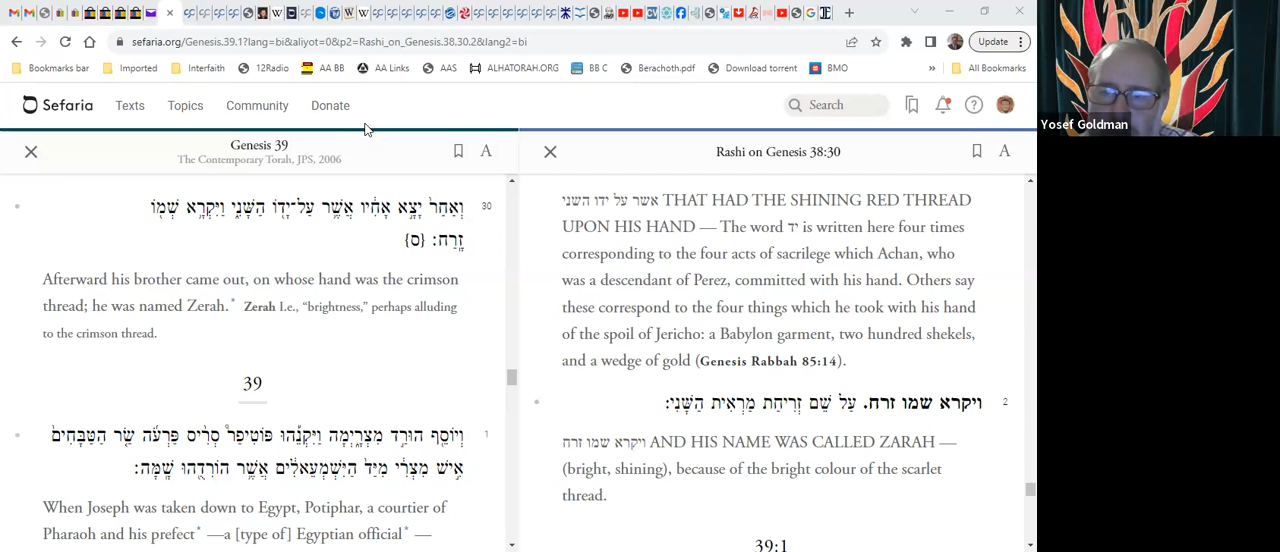 sefaria.org/Genesis.39.1?lang=bi&aliyot=0&p2=Rashi_on_Genesis.38.30.2&lang2=bi
Update
Bookmarks bar Imported Interfaith 12Radio AA BB AA Links AAS ALHATORAH.ORG BB C Berachoth.pdf Download torrent BMO » All Bookmarks
Sefaria Texts Topics Community Donate Search
Yosef Goldman
Genesis 39
The Contemporary Torah, JPS, 2006
30 וְאַחַר֙ יָצָ֣א אָחִ֔יו אֲשֶׁ֥ר עַל־יָד֖וֹ הַשָּׁנִ֑י וַיִּקְרָ֥א שְׁמ֖וֹ
זָֽרַח׃ {ס}
Afterward his brother came out, on whose hand was the crimson
thread; he was named Zerah.* Zerah I.e., “brightness,” perhaps alluding
to the crimson thread.
39
1 וְיוֹסֵ֖ף הוּרַ֣ד מִצְרָ֑יְמָה וַיִּקְנֵ֡הוּ פּוֹטִיפַר֩ סְרִ֨יס פַּרְעֹ֜ה שַׂ֤ר הַטַּבָּחִים֙
אִ֣ישׁ מִצְרִ֔י מִיַּד֙ הַיִּשְׁמְעֵאלִ֔ים אֲשֶׁ֥ר הוֹרִדֻ֖הוּ שָֽׁמָּה׃
When Joseph was taken down to Egypt, Potiphar, a courtier of
Pharaoh and his prefect* —a [type of] Egyptian official* —
Rashi on Genesis 38:30
אשר על ידו השני THAT HAD THE SHINING RED THREAD
UPON HIS HAND — The word יד is written here four times
corresponding to the four acts of sacrilege which Achan, who
was a descendant of Perez, committed with his hand. Others say
these correspond to the four things which he took with his hand
of the spoil of Jericho: a Babylon garment, two hundred shekels,
and a wedge of gold (Genesis Rabbah 85:14).
2 ויקרא שמו זרח. עַל שֵׁם זְרִיחַת מַרְאִית הַשָּׁנִי:
ויקרא שמו זרח AND HIS NAME WAS CALLED ZARAH —
(bright, shining), because of the bright colour of the scarlet
thread.
39:1